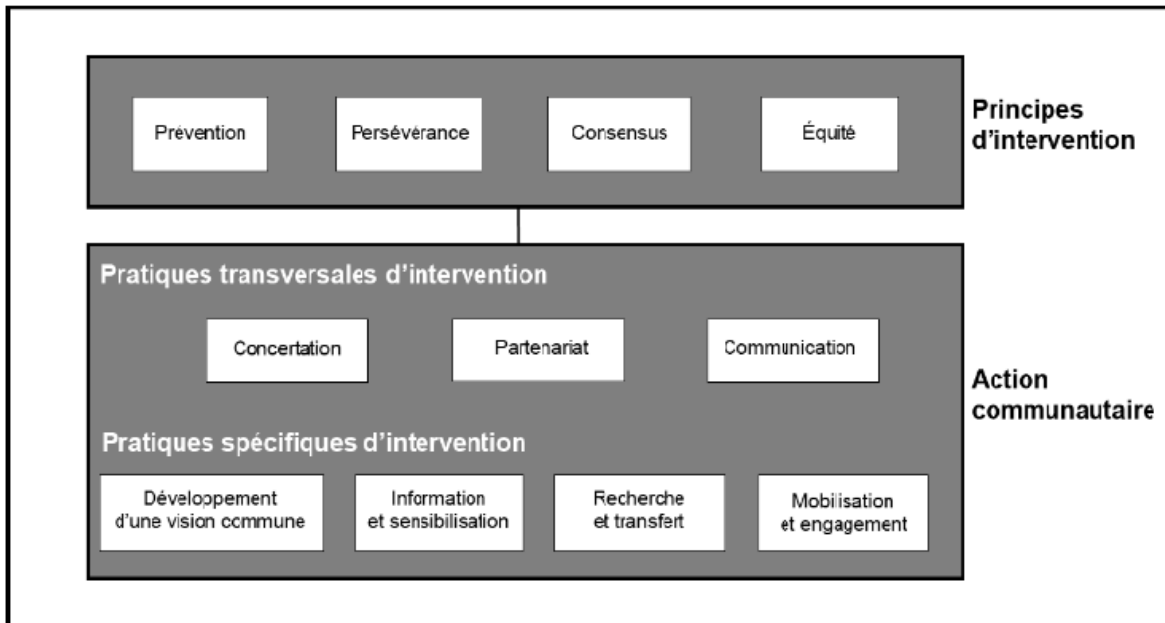 Prévention
Persévérance
Consensus
Équité
Principes
d'intervention
Pratiques transversales d'intervention
Concertation
Partenariat
Communication
Action
communautaire
Pratiques spécifiques d'intervention
Développement
d'une vision commune
Information
et sensibilisation
Recherche
et transfert
Mobilisation
et engagement